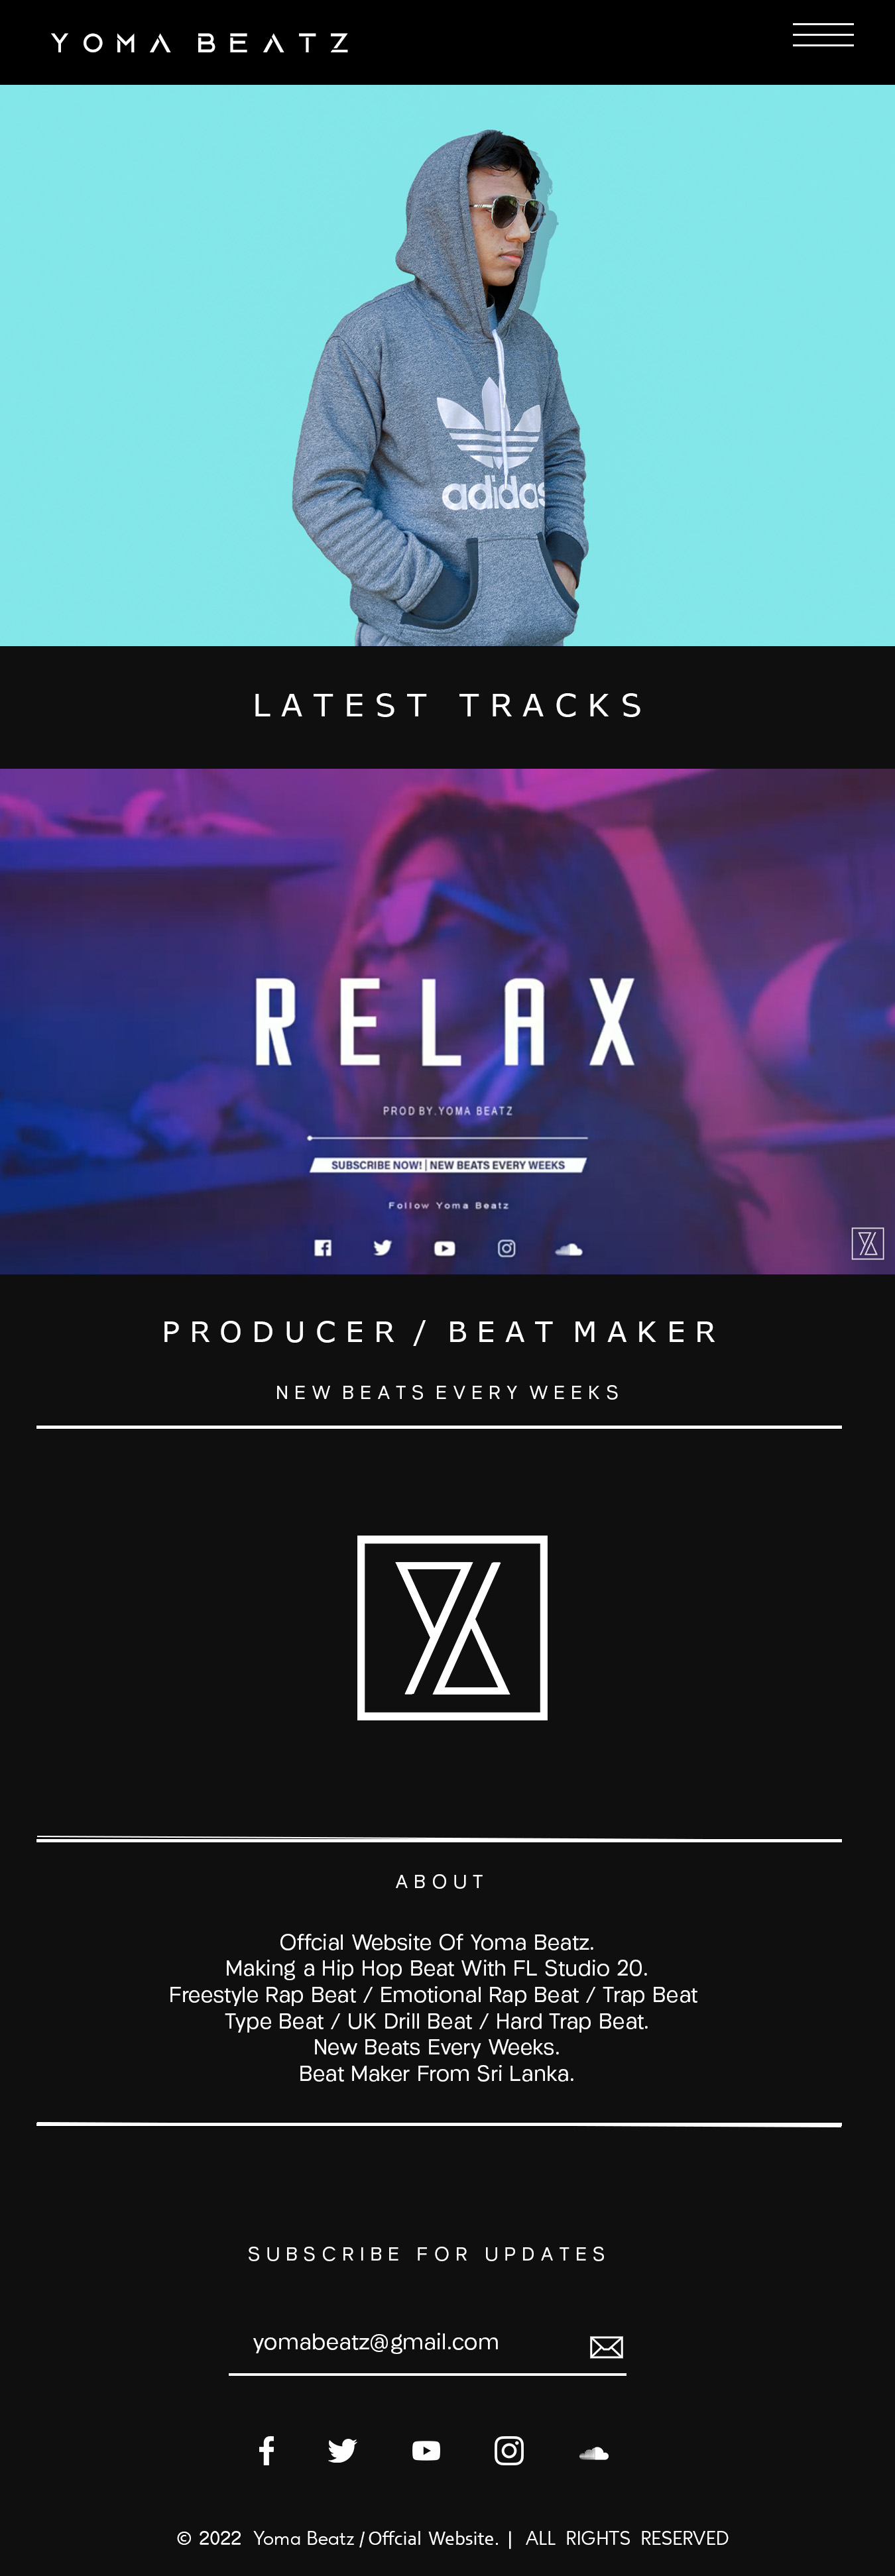 YOMA BEATZ
adidas
LATEST TRACKS
RELAX
PROD BY.YOMA BEATZ
SUBSCRIBE NOW! | NEW BEATS EVERY WEEKS
Follow Yoma Beatz
PRODUCER / BEAT MAKER
NEW BEATS EVERY WEEKS
ABOUT
Offcial Website Of Yoma Beatz.
Making a Hip Hop Beat With FL Studio 20.
Freestyle Rap Beat / Emotional Rap Beat / Trap Beat
Type Beat / UK Drill Beat / Hard Trap Beat.
New Beats Every Weeks.
Beat Maker From Sri Lanka.
SUBSCRIBE FOR UPDATES
yomabeatz@gmail.com
© 2022 Yoma Beatz / Offcial Website. | ALL RIGHTS RESERVED